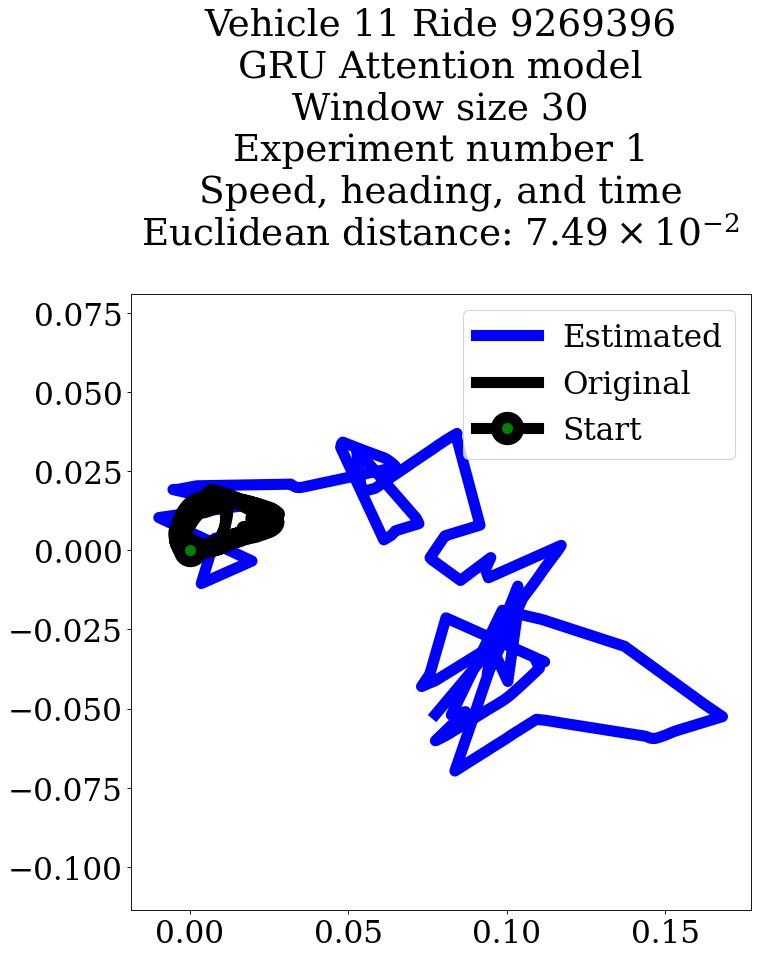 Vehicle 11 Ride 9269396
GRU Attention model
Window size 30
Experiment number 1
Speed, heading, and time
Euclidean distance: 7.49 × 10⁻²
0.075
0.050
0.025
0.000
−0.025
−0.050
−0.075
−0.100
Estimated
Original
Start
0.00 0.05 0.10 0.15